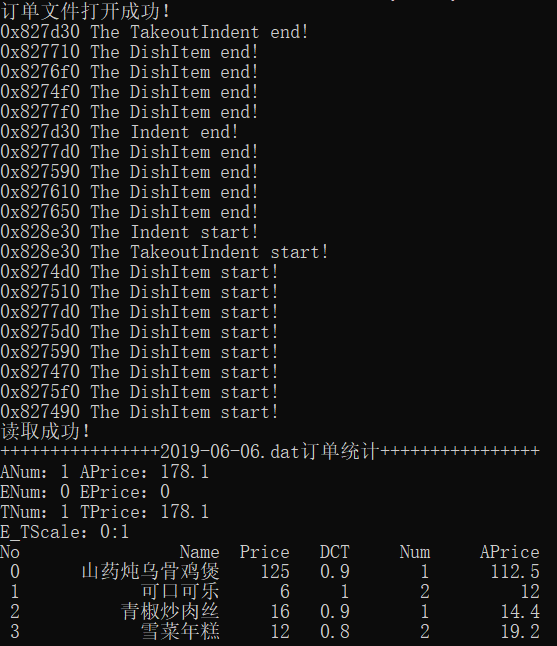 订单文件打开成功！
0x827d30 The TakeoutIndent end!
0x827710 The DishItem end!
0x8276f0 The DishItem end!
0x8274f0 The DishItem end!
0x8277f0 The DishItem end!
0x827d30 The Indent end!
0x8277d0 The DishItem end!
0x827590 The DishItem end!
0x827610 The DishItem end!
0x827650 The DishItem end!
0x828e30 The Indent start!
0x828e30 The TakeoutIndent start!
0x8274d0 The DishItem start!
0x827510 The DishItem start!
0x8277d0 The DishItem start!
0x8275d0 The DishItem start!
0x827590 The DishItem start!
0x827470 The DishItem start!
0x8275f0 The DishItem start!
0x827490 The DishItem start!
读取成功！
++++++++++++++++2019-06-06.dat订单统计++++++++++++++++
ANum: 1 APrice: 178.1
ENum: 0 EPrice: 0
TNum: 1 TPrice: 178.1
E_TScale: 0:1
No Name Price DCT Num APrice
0 山药炖乌骨鸡煲 125 0.9 1 112.5
1 可口可乐 6 1 2 12
2 青椒炒肉丝 16 0.9 1 14.4
3 雪菜年糕 12 0.8 2 19.2